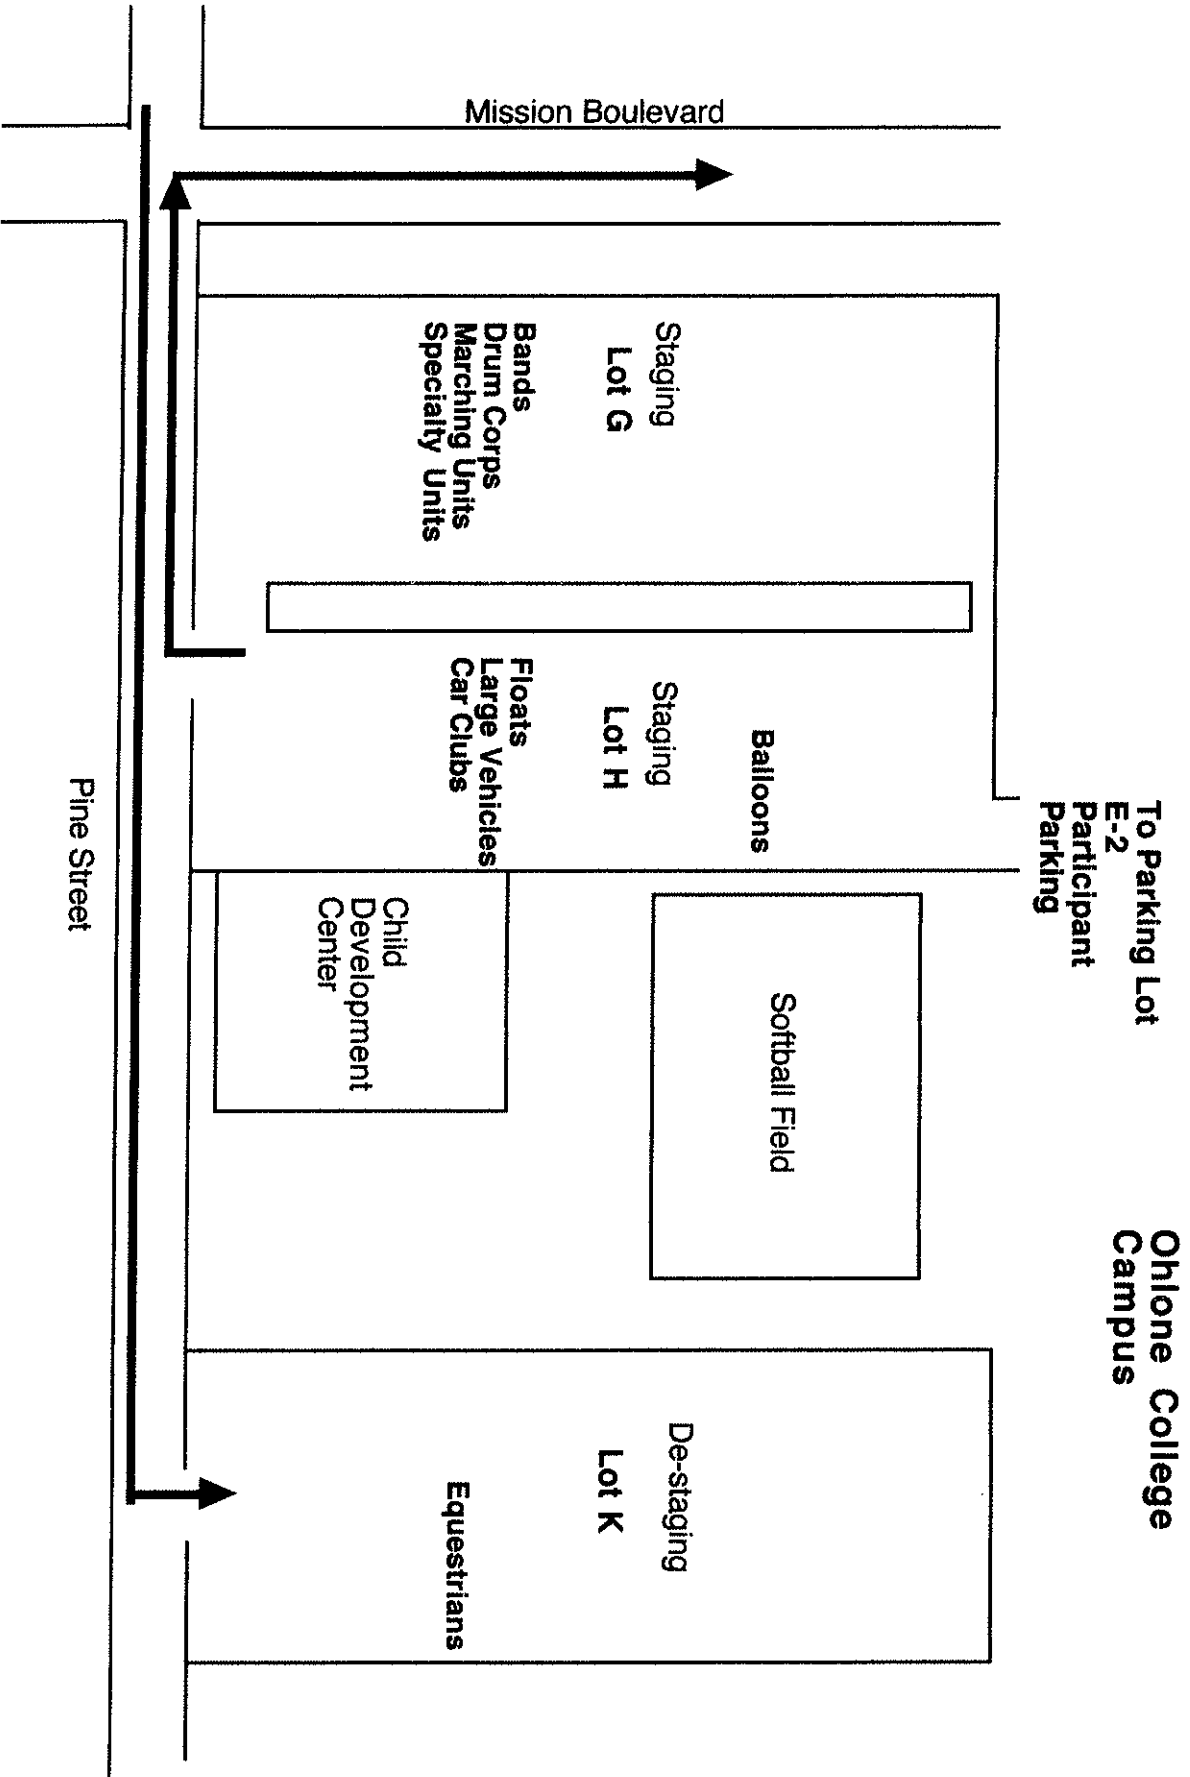 Ohlone College
Campus
To Parking Lot
E-2
Participant
Parking
Mission Boulevard
Staging
Lot G
Bands
Drum Corps
Marching Units
Specialty Units
Balloons
Staging
Lot H
Floats
Large Vehicles
Car Clubs
Softball Field
Child
Development
Center
De-staging
Lot K
Equestrians
Pine Street